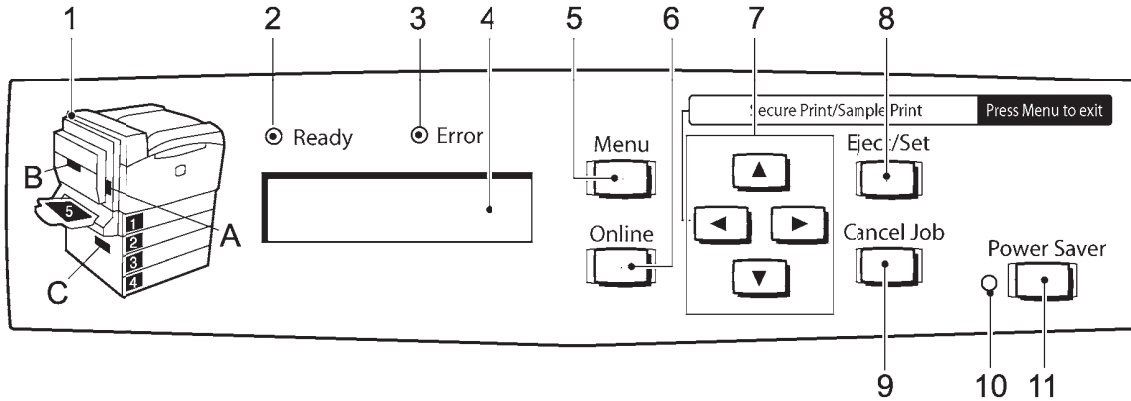 1 2 3 4 5 6 7 8
Secure Print/Sample Print Press Menu to exit
Ready Error Menu Eject/Set
B
5
A
1
2
3
4
C
Online Cancel Job
Power Saver
9 10 11